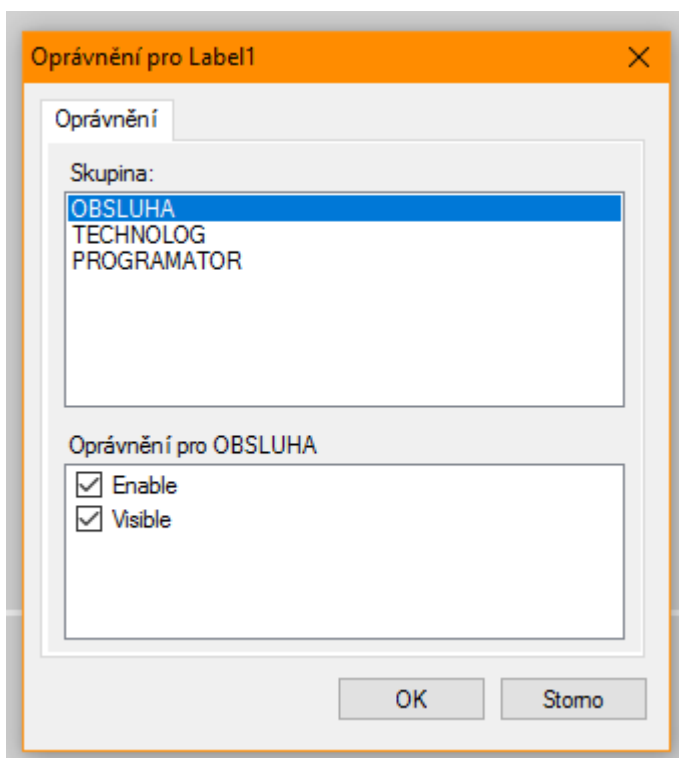 Oprávnění pro Label1
Oprávnění
Skupina:
OBSLUHA
TECHNOLOG
PROGRAMATOR
Oprávnění pro OBSLUHA
Enable
Visible
OK
Storno